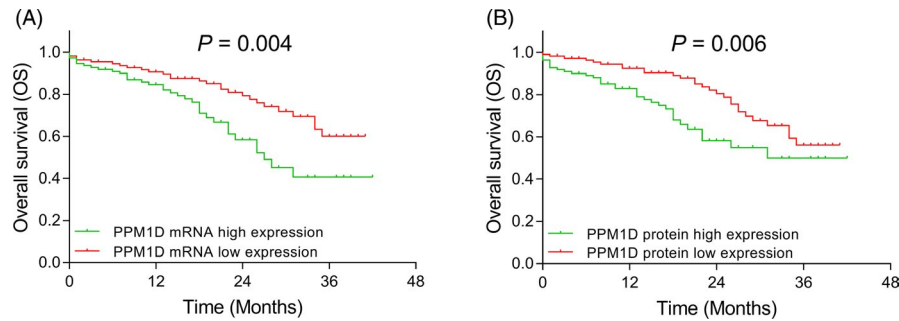 (A)
P = 0.004
Overall survival (OS)
1.0
0.8
0.6
0.4
0.2
0.0
PPM1D mRNA high expression
PPM1D mRNA low expression
0 12 24 36 48
Time (Months)
(B)
P = 0.006
Overall survival (OS)
1.0
0.8
0.6
0.4
0.2
0.0
PPM1D protein high expression
PPM1D protein low expression
0 12 24 36 48
Time (Months)